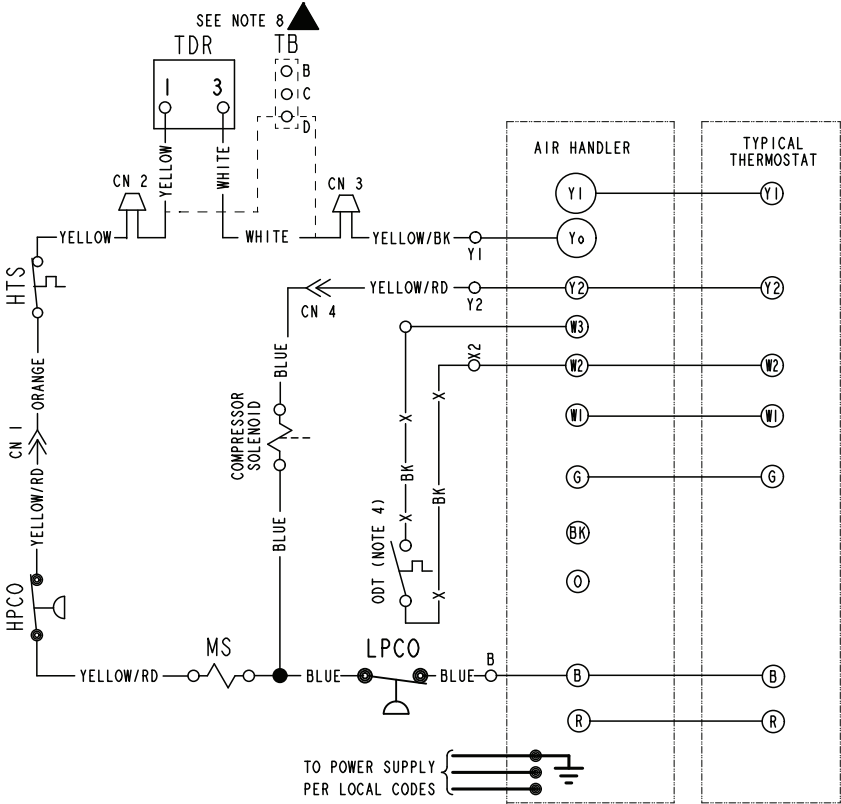 SEE NOTE 8
TDR
TB
1 3
B
C
D
AIR HANDLER
TYPICAL
THERMOSTAT
CN 2
YELLOW
WHITE
CN 3
Y1
Y1
YELLOW
WHITE
YELLOW/BK
Y1
Yo
HTS
YELLOW/RD
Y2
CN 4
Y2
Y2
W3
X2
W2
W2
BLUE
ORANGE
COMPRESSOR
SOLENOID
X
X
W1
W1
CN 1
YELLOW/RD
BK
BK
G
G
BLUE
X
ODT (NOTE 4)
X
BK
O
HPCO
MS
LPCO
YELLOW/RD
BLUE
BLUE
B
B
B
R
R
TO POWER SUPPLY
PER LOCAL CODES